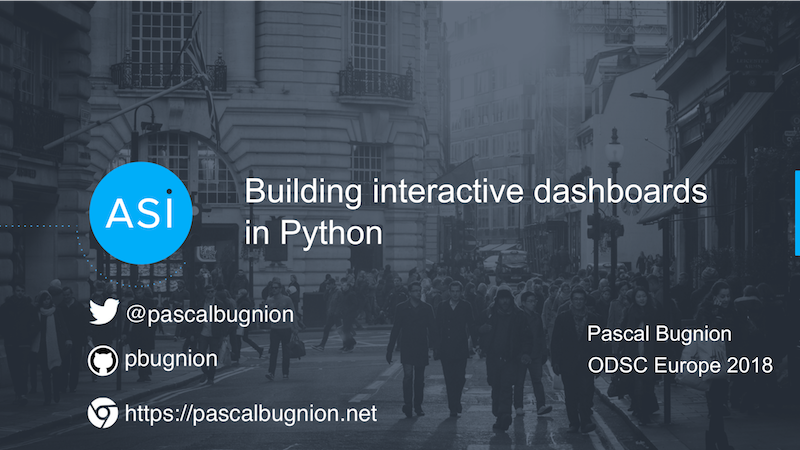 ASI
Building interactive dashboards
in Python
@pascalbugnion
pbugnion
https://pascalbugnion.net
Pascal Bugnion
ODSC Europe 2018